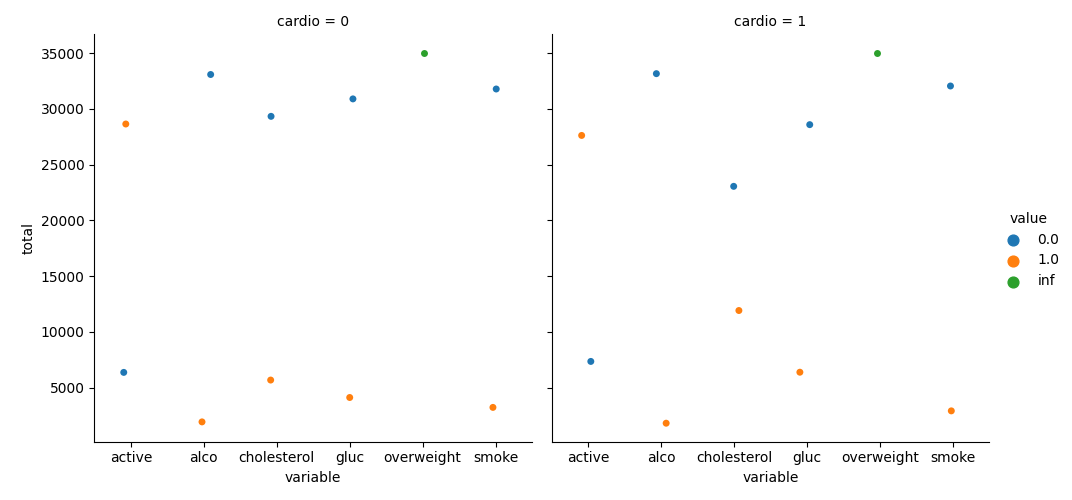 cardio = 0
cardio = 1
35000
30000
25000
20000
15000
10000
5000
total
active alco cholesterol gluc overweight smoke
variable
active alco cholesterol gluc overweight smoke
variable
value
0.0
1.0
inf